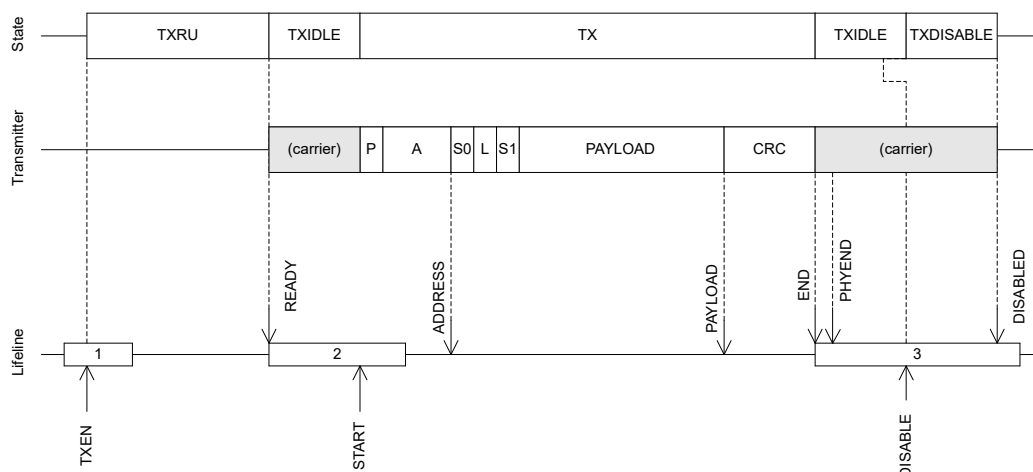 State
TXRU
TXIDLE
TX
TXIDLE
TXDISABLE
Transmitter
(carrier)
P
A
S0
L
S1
PAYLOAD
CRC
(carrier)
READY
ADDRESS
PAYLOAD
END
PHYEND
DISABLED
Lifeline
1
2
3
TXEN
START
DISABLE